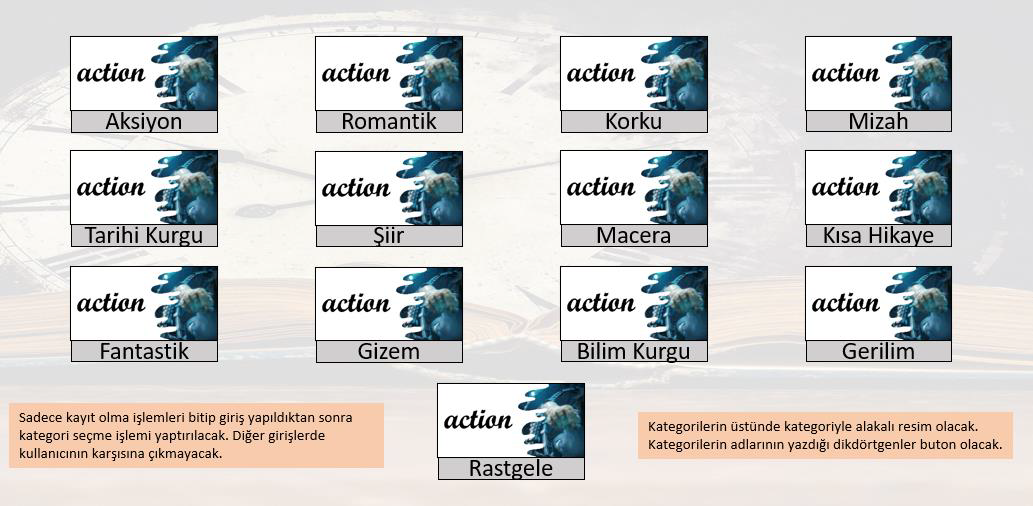 action action action action
Aksiyon Romantik Korku Mizah
action action action action
Tarihi Kurgu Şiir Macera Kısa Hikaye
action action action action
Fantastik Gizem Bilim Kurgu Gerilim
action
Rastgele
Sadece kayıt olma işlemleri bitip giriş yapıldıktan sonra
kategori seçme işlemi yaptırılacak. Diğer girişlerde
kullanıcının karşısına çıkmayacak.
Kategorilerin üstünde kategoriyle alakalı resim olacak.
Kategorilerin adlarının yazdığı dikdörtgenler buton olacak.